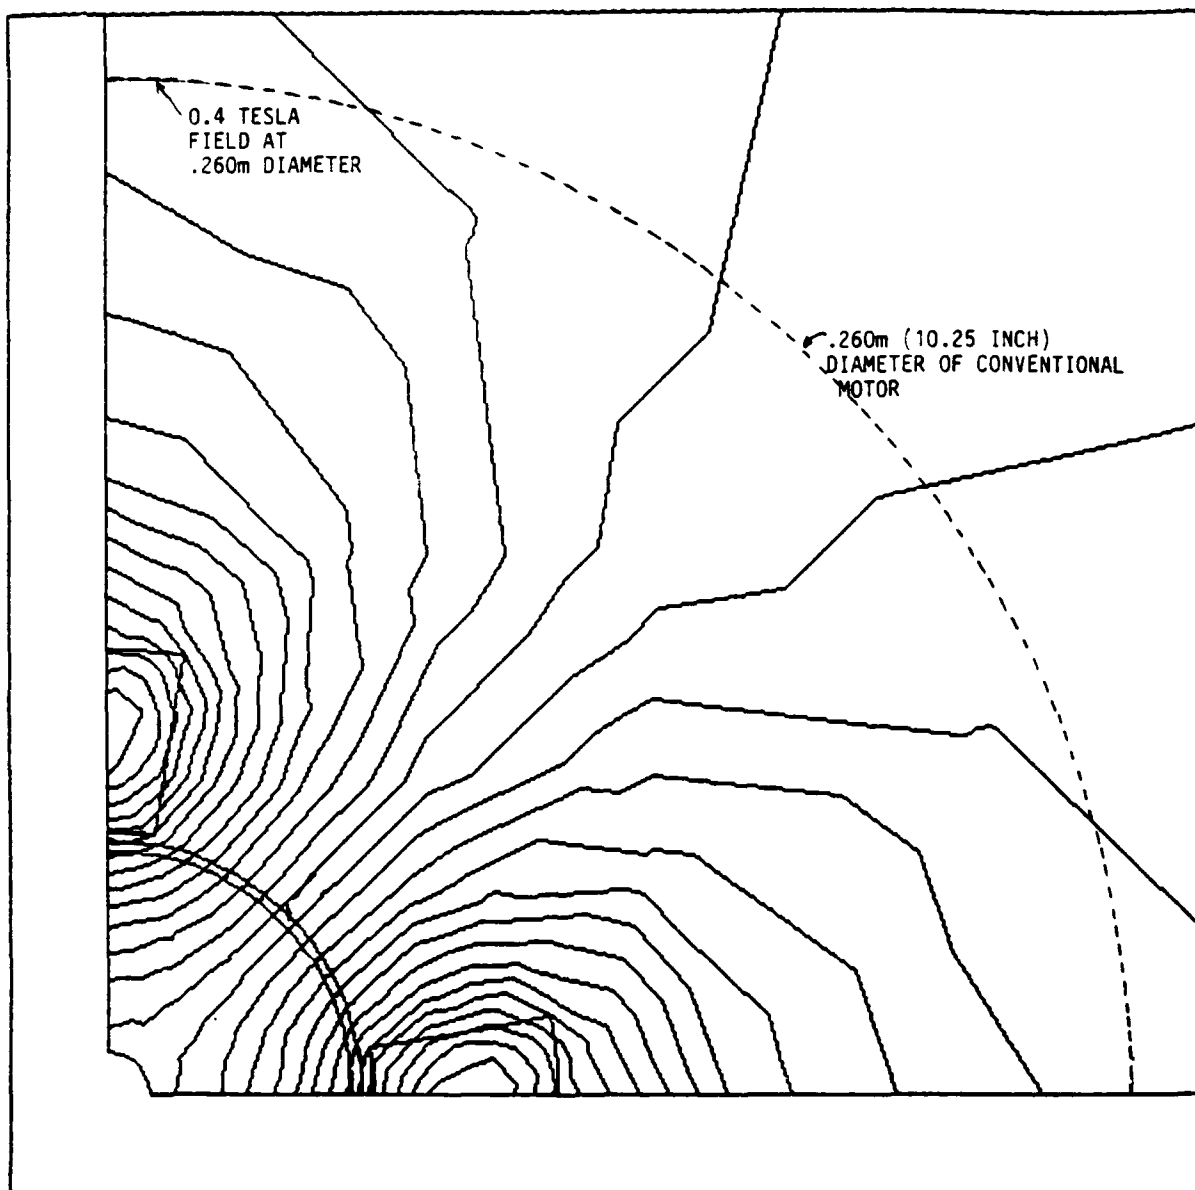 0.4 TESLA
FIELD AT
.260m DIAMETER
.260m (10.25 INCH)
DIAMETER OF CONVENTIONAL
MOTOR